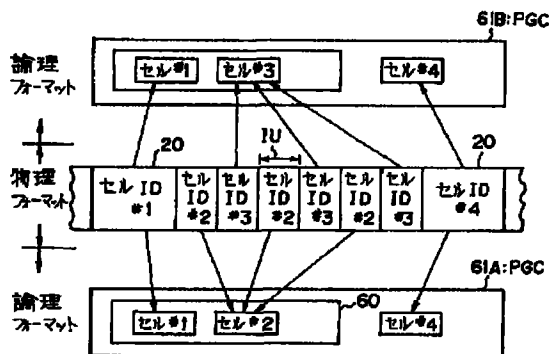 61B:PGC
論理
フォーマット
セル#1
セル#3
セル#4
20
IU
20
物理
フォーマット
セル ID #1
セル ID #2
セル ID #3
セル ID #2
セル ID #3
セル ID #2
セル ID #3
セル ID #4
61A:PGC
60
論理
フォーマット
セル#1
セル#2
セル#4